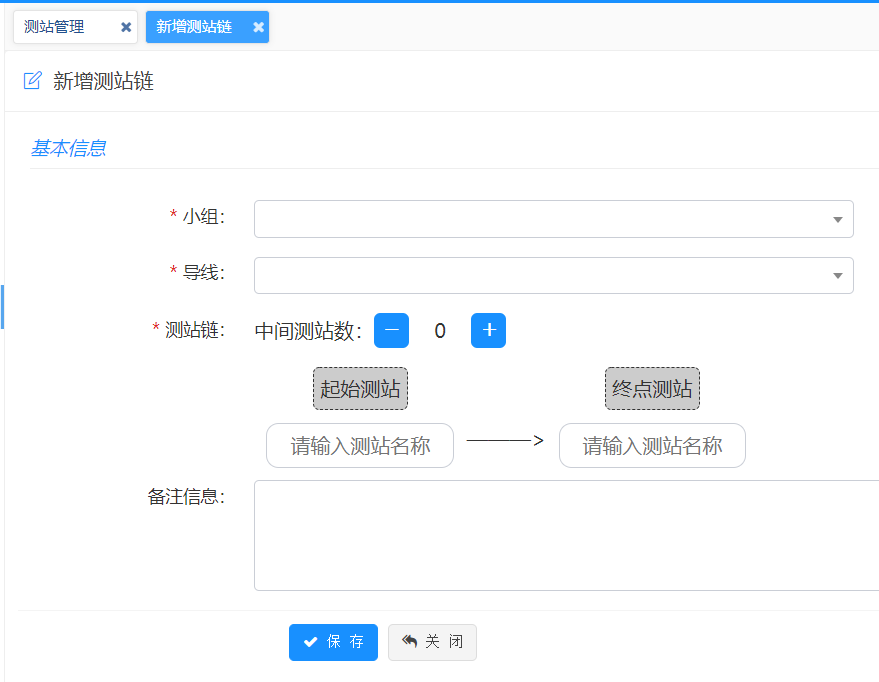 测站管理 新增测站链
新增测站链
基本信息
* 小组：
* 导线：
* 测站链： 中间测站数： 0
起始测站 终点测站
请输入测站名称 ———> 请输入测站名称
备注信息：
保 存 关 闭